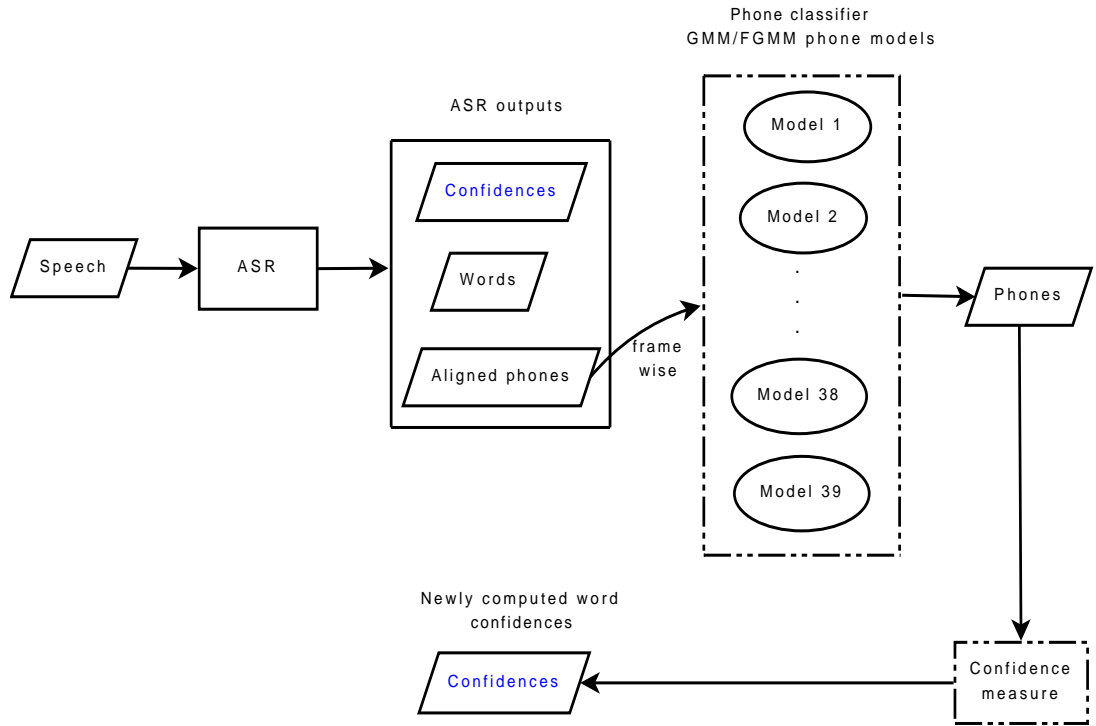 Phone classifier
GMM/FGMM phone models
ASR outputs
Model 1
Confidences
Model 2
Speech
ASR
Words
.
.
.
Phones
frame
wise
Aligned phones
Model 38
Model 39
Newly computed word
confidences
Confidences
Confidence
measure